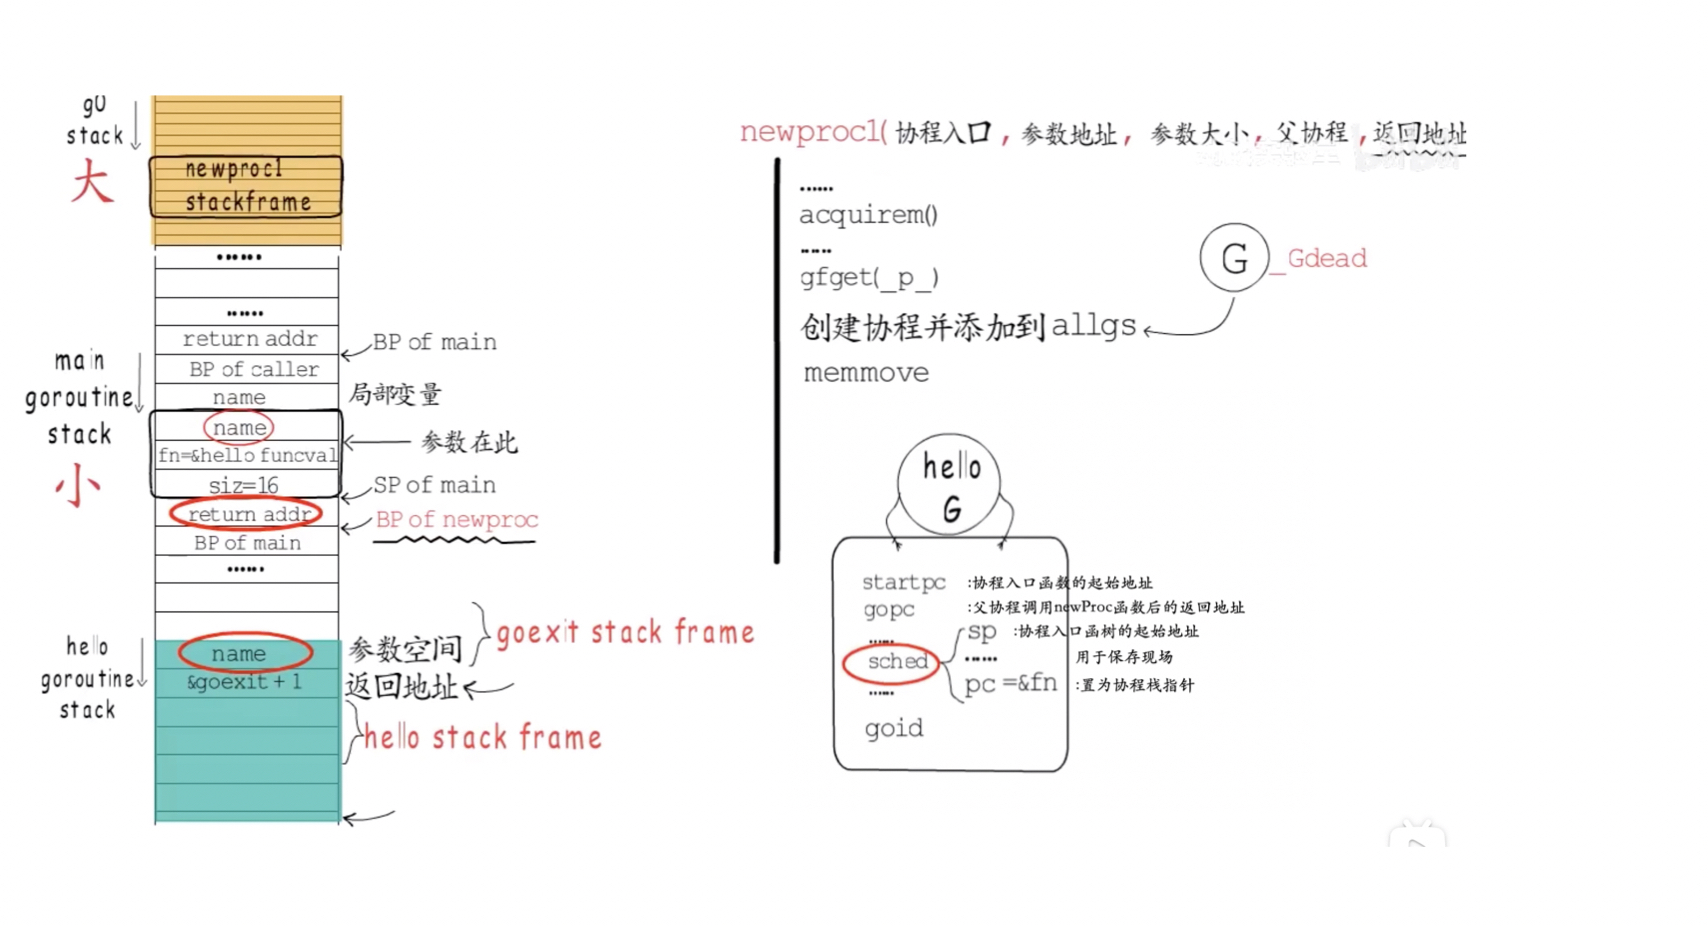 g0
stack
大
newproc1
stackframe
……
……
return addr
BP of main
BP of caller
name
局部变量
main
goroutine
stack
小
name
参数在此
fn=&hello funcval
siz=16
SP of main
return addr
BP of newproc
BP of main
……
hello
goroutine
stack
name
参数空间
goexit stack frame
&goexit + 1
返回地址
hello stack frame
newproc1(协程入口,参数地址,参数大小,父协程,返回地址
……
acquirem()
……
gfget(_p_)
G
_Gdead
创建协程并添加到allgs
memmove
hello
G
startpc :协程入口函数的起始地址
gopc :父协程调用newProc函数后的返回地址
……
sp :协程入口函树的起始地址
sched
…… 用于保存现场
pc =&fn :置为协程栈指针
……
goid